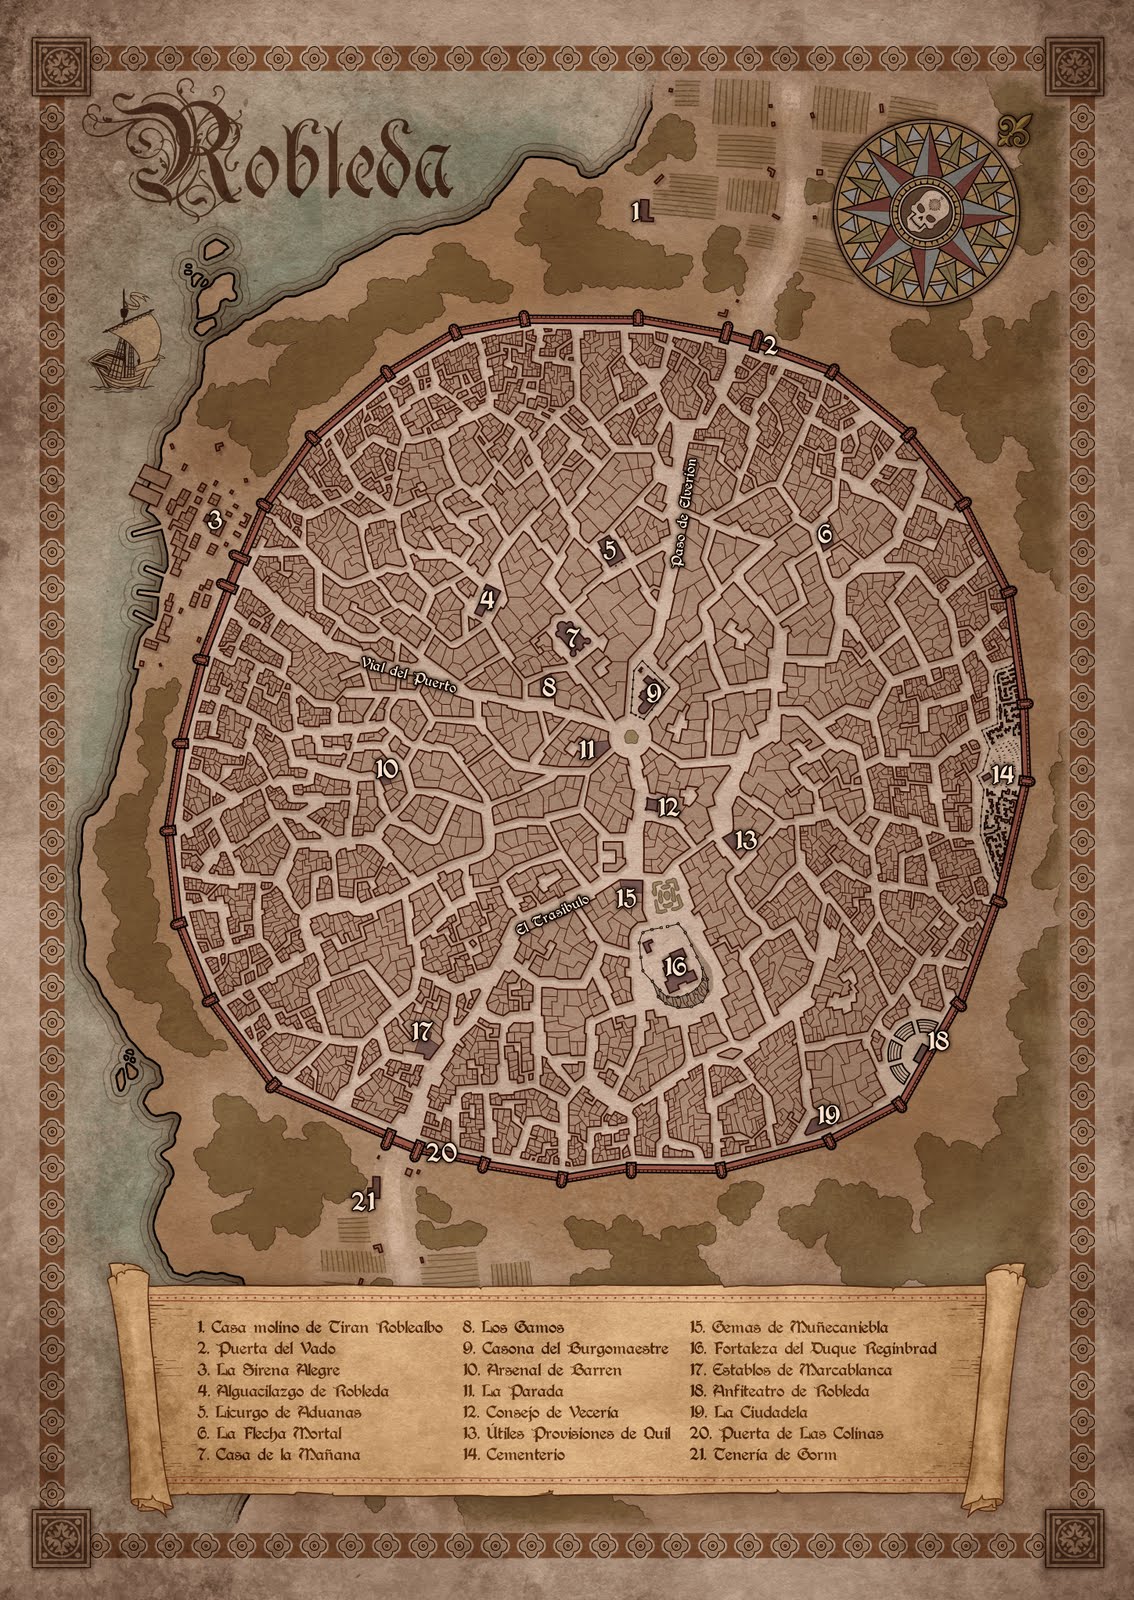 Robleda
1
2
Paso de Elverion
3
5
6
4
7
Vial del Puerto
8
9
11
10
14
12
13
15
El Trasibulo
16
17
18
19
20
21
1. Casa molino de Tiran Roblealbo
2. Puerta del Vado
3. La Sirena Alegre
4. Alguacilazgo de Robleda
5. Licurgo de Aduanas
6. La Flecha Mortal
7. Casa de la Mañana
8. Los Gamos
9. Casona del Burgomaestre
10. Arsenal de Barren
11. La Parada
12. Consejo de Vecería
13. Útiles Provisiones de Quil
14. Cementerio
15. Gemas de Muñecaniebla
16. Fortaleza del Duque Reginbrad
17. Establos de Marcablanca
18. Anfiteatro de Robleda
19. La Ciudadela
20. Puerta de Las Colinas
21. Tenería de Gorm